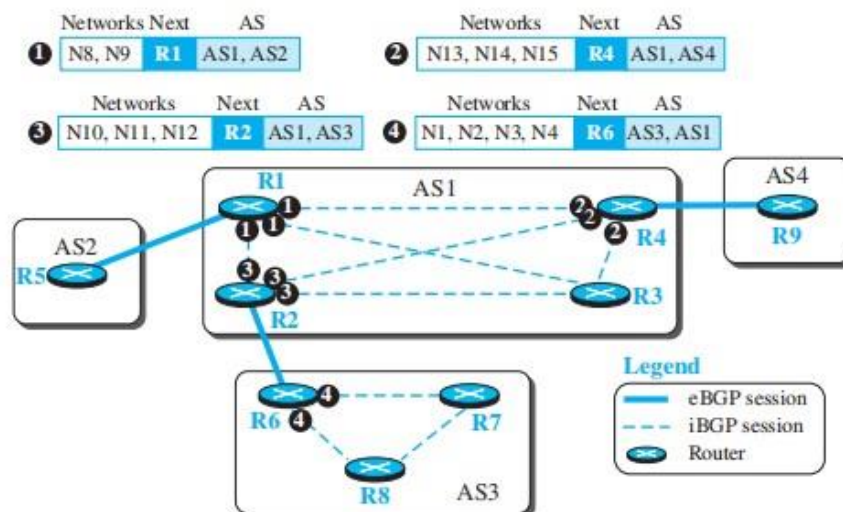 Networks Next AS
1 N8, N9 R1 AS1, AS2
Networks Next AS
2 N13, N14, N15 R4 AS1, AS4
Networks Next AS
3 N10, N11, N12 R2 AS1, AS3
Networks Next AS
4 N1, N2, N3, N4 R6 AS3, AS1
R1
AS1
AS4
1 2
1 1 2 2
R4
R9
AS2
R5
3 3 3
R2
R3
Legend
eBGP session
iBGP session
Router
R6
4
4
R7
R8
AS3